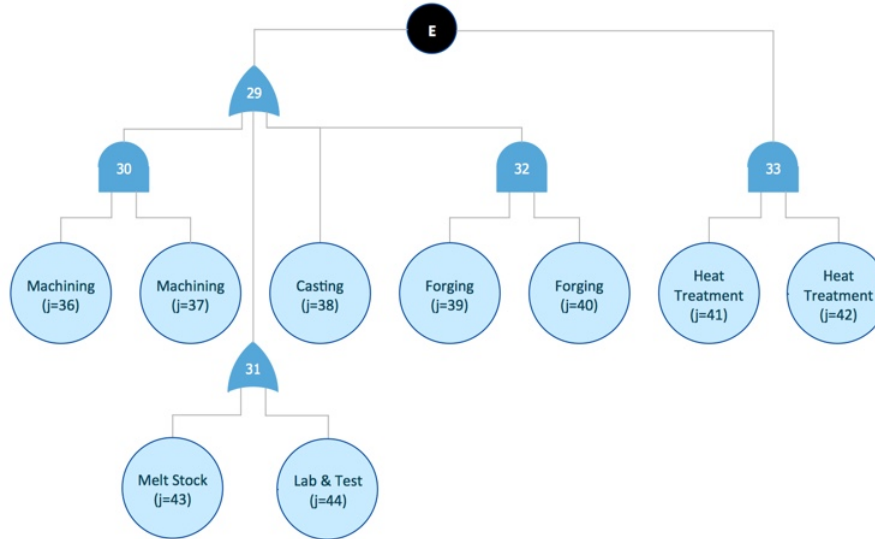 E
29
30
32
33
Machining
(j=36)
Machining
(j=37)
Casting
(j=38)
Forging
(j=39)
Forging
(j=40)
Heat
Treatment
(j=41)
Heat
Treatment
(j=42)
31
Melt Stock
(j=43)
Lab & Test
(j=44)